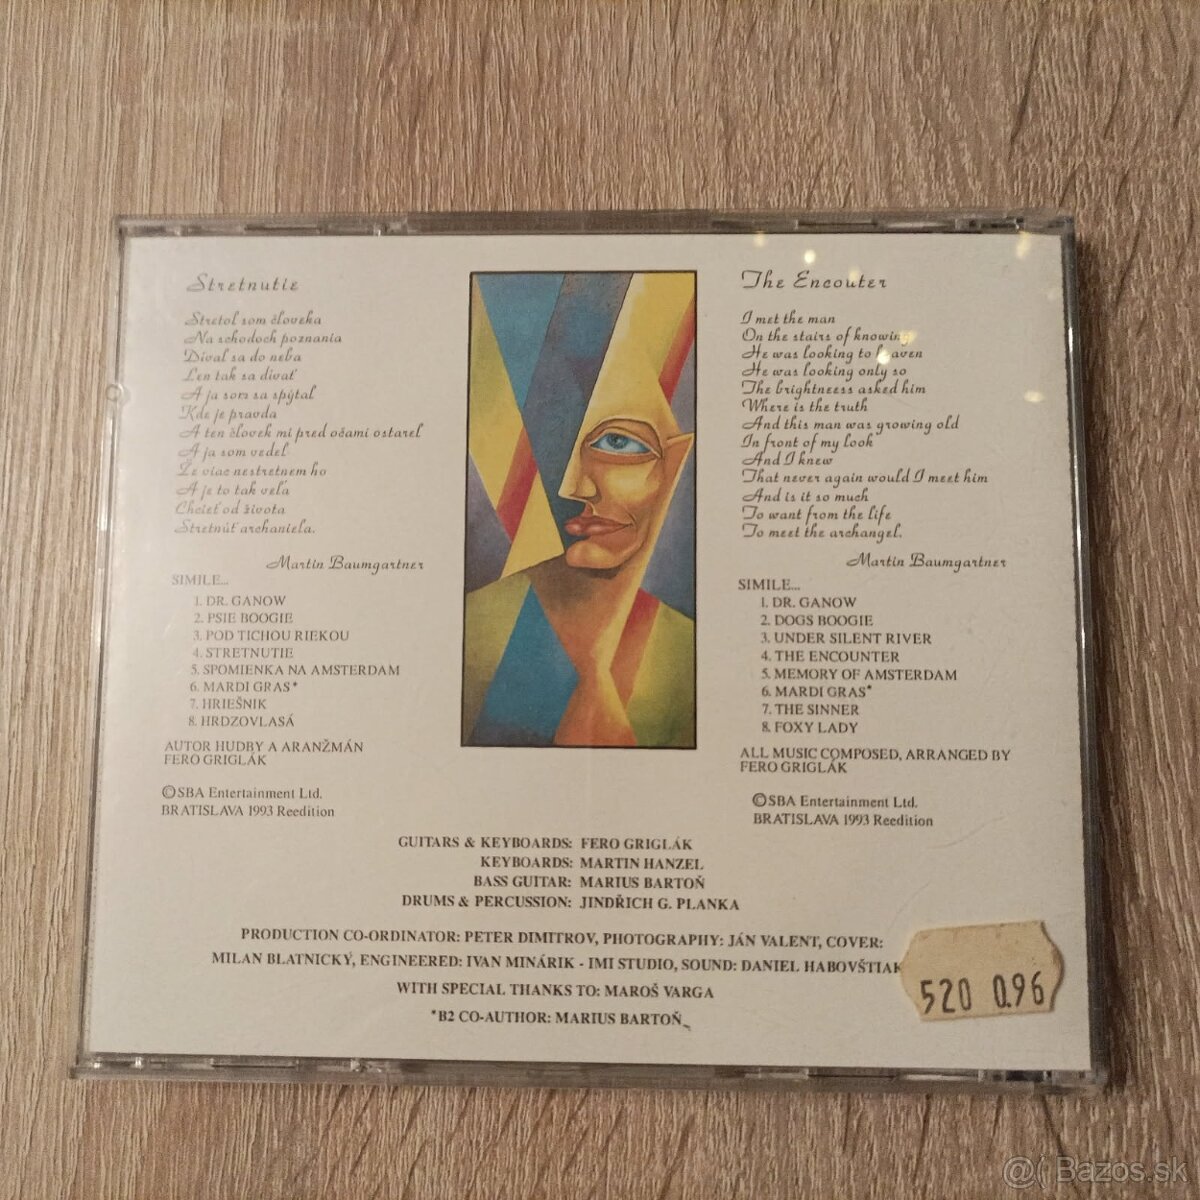 Stretnutie
Stretol som človeka
Na schodoch poznania
Díval sa do neba
Len tak sa dívať
A ja som sa spýtal
Kde je pravda
A ten človek mi pred očami ostarel
A ja som vedel
Že viac nestretnem ho
A je to tak veľa
Chcieť od života
Stretnúť archaniela.
Martin Baumgartner
SIMILE...
1. DR. GANOW
2. PSIE BOOGIE
3. POD TICHOU RIEKOU
4. STRETNUTIE
5. SPOMIENKA NA AMSTERDAM
6. MARDI GRAS*
7. HRIEŠNIK
8. HRDZOVLASÁ
AUTOR HUDBY A ARANŽMÁN
FERO GRIGLÁK
©SBA Entertainment Ltd.
BRATISLAVA 1993 Reedition
The Encouter
I met the man
On the stairs of knowing
He was looking to heaven
He was looking only so
The brightneess asked him
Where is the truth
And this man was growing old
In front of my look
And I knew
That never again would I meet him
And is it so much
To want from the life
To meet the archangel.
Martin Baumgartner
SIMILE...
1. DR. GANOW
2. DOGS BOOGIE
3. UNDER SILENT RIVER
4. THE ENCOUNTER
5. MEMORY OF AMSTERDAM
6. MARDI GRAS*
7. THE SINNER
8. FOXY LADY
ALL MUSIC COMPOSED, ARRANGED BY
FERO GRIGLÁK
©SBA Entertainment Ltd.
BRATISLAVA 1993 Reedition
GUITARS & KEYBOARDS: FERO GRIGLÁK
KEYBOARDS: MARTIN HANZEL
BASS GUITAR: MARIUS BARTOŇ
DRUMS & PERCUSSION: JINDŘICH G. PLANKA
PRODUCTION CO-ORDINATOR: PETER DIMITROV, PHOTOGRAPHY: JÁN VALENT, COVER:
MILAN BLATNICKÝ, ENGINEERED: IVAN MINÁRIK - IMI STUDIO, SOUND: DANIEL HABOVŠTIAK
WITH SPECIAL THANKS TO: MAROŠ VARGA
*B2 CO-AUTHOR: MARIUS BARTOŇ
520 0.96
@( Bazos.sk